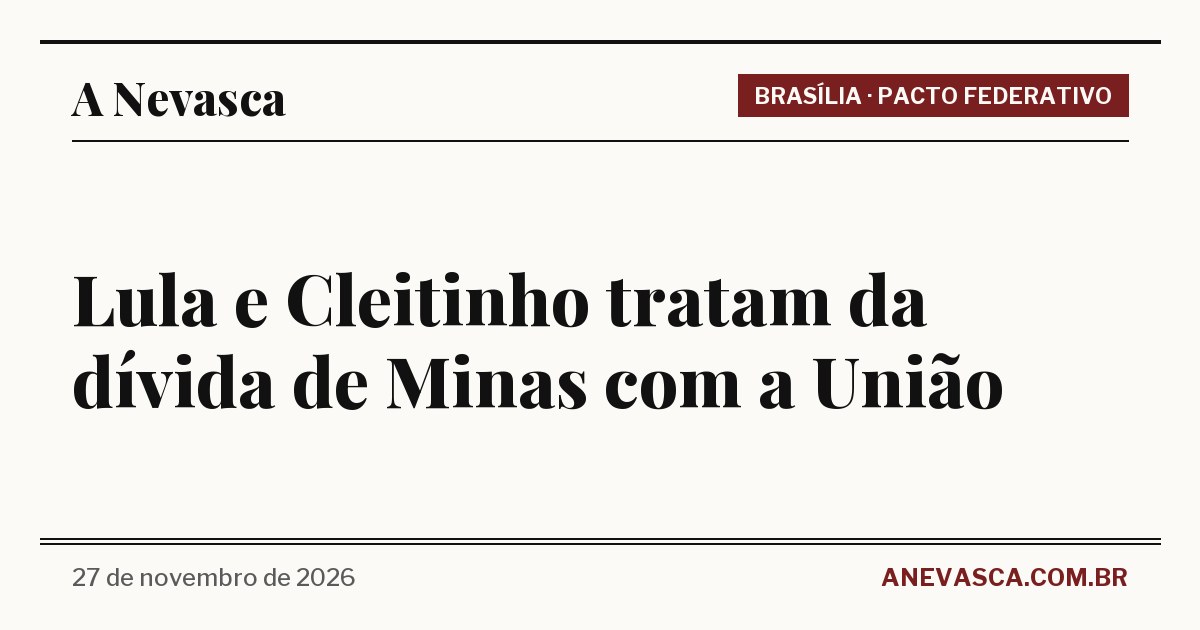 A Nevasca
BRASÍLIA · PACTO FEDERATIVO
Lula e Cleitinho tratam da
dívida de Minas com a União
27 de novembro de 2026
ANEVASCA.COM.BR